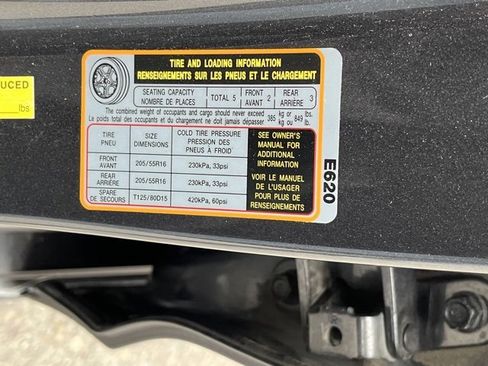 UCED
lbs
TIRE AND LOADING INFORMATION
RENSEIGNEMENTS SUR LES PNEUS ET LE CHARGEMENT
SEATING CAPACITY
NOMBRE DE PLACES
TOTAL 5
FRONT
AVANT 2
REAR
ARRIÈRE 3
The combined weight of occupants and cargo should never exceed 385 kg or 849 lbs.
Le poids total des occupants et du chargement ne doit jamais dépasser 385 kg ou 849 lb.
TIRE
PNEU
SIZE
DIMENSIONS
COLD TIRE PRESSURE
PRESSION DES
PNEUS À FROID
FRONT
AVANT
205/55R16
230kPa, 33psi
REAR
ARRIÈRE
205/55R16
230kPa, 33psi
SPARE
DE SECOURS
T125/80D15
420kPa, 60psi
SEE OWNER'S
MANUAL FOR
ADDITIONAL
INFORMATION
VOIR LE MANUEL
DE L'USAGER
POUR PLUS DE
RENSEIGNEMENTS
E620